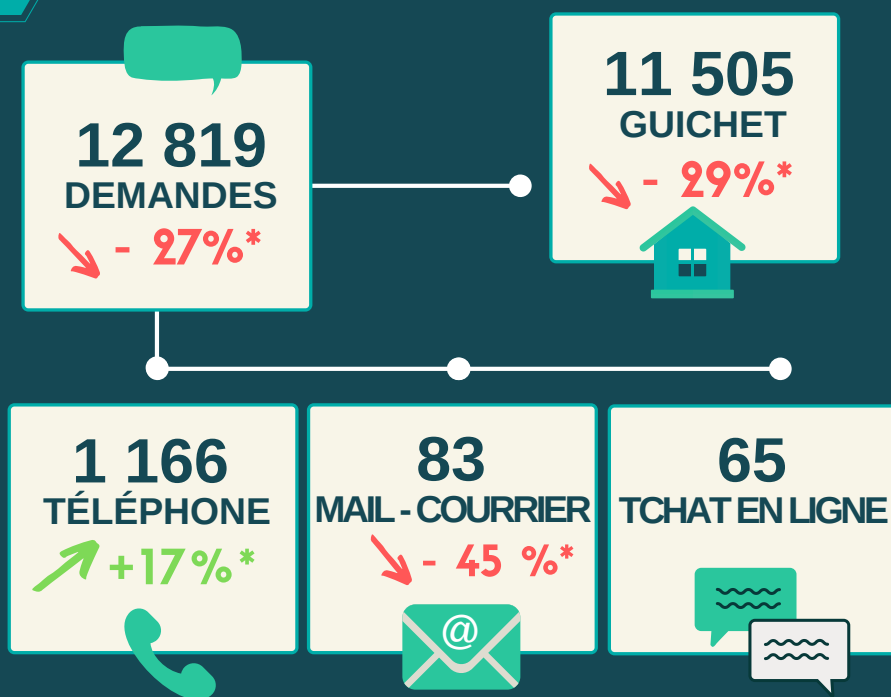 12 819
DEMANDES
- 27%*
11 505
GUICHET
- 29%*
1 166
TÉLÉPHONE
+17%*
83
MAIL - COURRIER
- 45 %*
@
65
TCHAT EN LIGNE